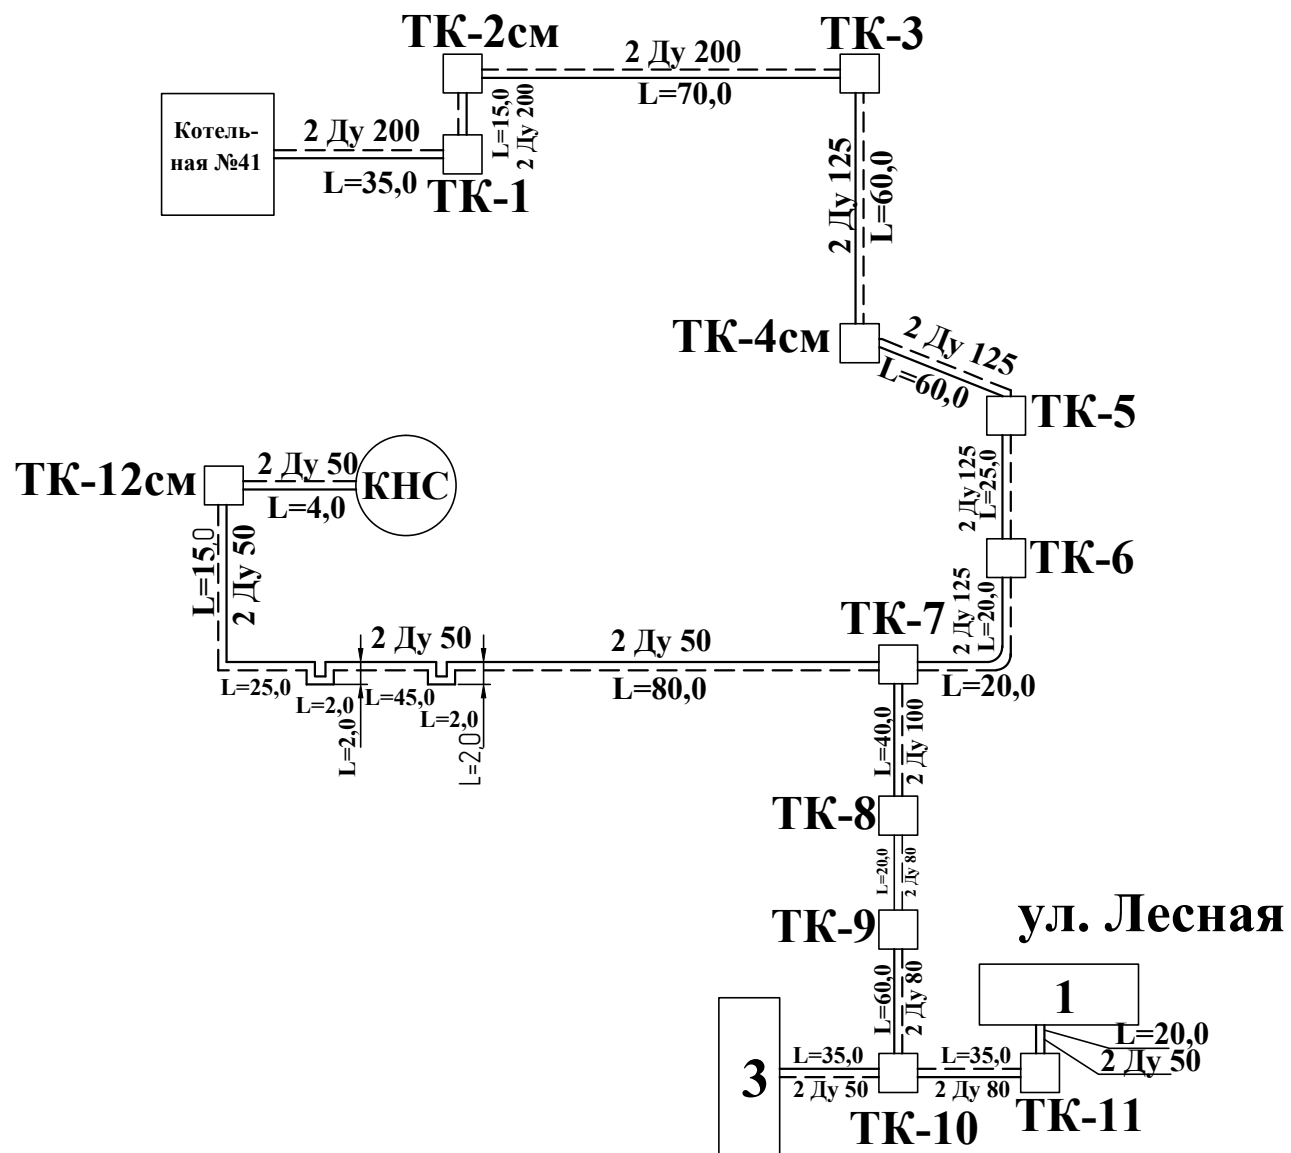 ТК-2см
ТК-3
2 Ду 200
L=70,0
Котель-
ная №41
2 Ду 200
L=35,0
L=15,0
2 Ду 200
ТК-1
2 Ду 125
L=60,0
ТК-4см
2 Ду 125
L=60,0
ТК-5
ТК-12см
2 Ду 50
L=4,0
КНС
2 Ду 125
L=25,0
ТК-6
L=15,0
2 Ду 50
2 Ду 125
L=20,0
ТК-7
2 Ду 50
2 Ду 50
L=25,0
L=2,0
L=2,0
L=45,0
L=2,0
L=2,0
L=80,0
L=20,0
L=40,0
2 Ду 100
ТК-8
L=20,0
2 Ду 80
ТК-9
ул. Лесная
L=60,0
2 Ду 80
1
L=20,0
2 Ду 50
3
L=35,0
2 Ду 50
L=35,0
2 Ду 80
ТК-10
ТК-11